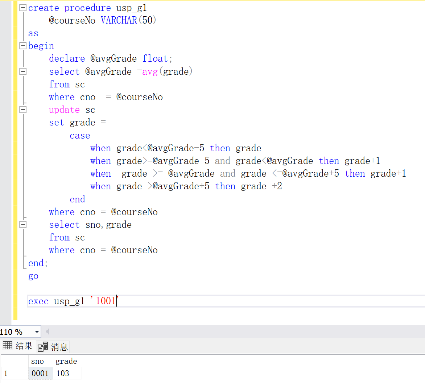 create procedure usp_g1
@courseNo VARCHAR(50)
as
begin
declare @avgGrade float;
select @avgGrade =avg(grade)
from sc
where cno = @courseNo
update sc
set grade =
case
when grade<@avgGrade-5 then grade
when grade>=@avgGrade-5 and grade<@avgGrade then grade+1
when grade >= @avgGrade and grade <=@avgGrade+5 then grade+1
when grade >@avgGrade+5 then grade +2
end
where cno = @courseNo
select sno,grade
from sc
where cno = @courseNo
end;
go
exec usp_g1 '1001'
110 %
结果 消息
sno grade
1 0001 103